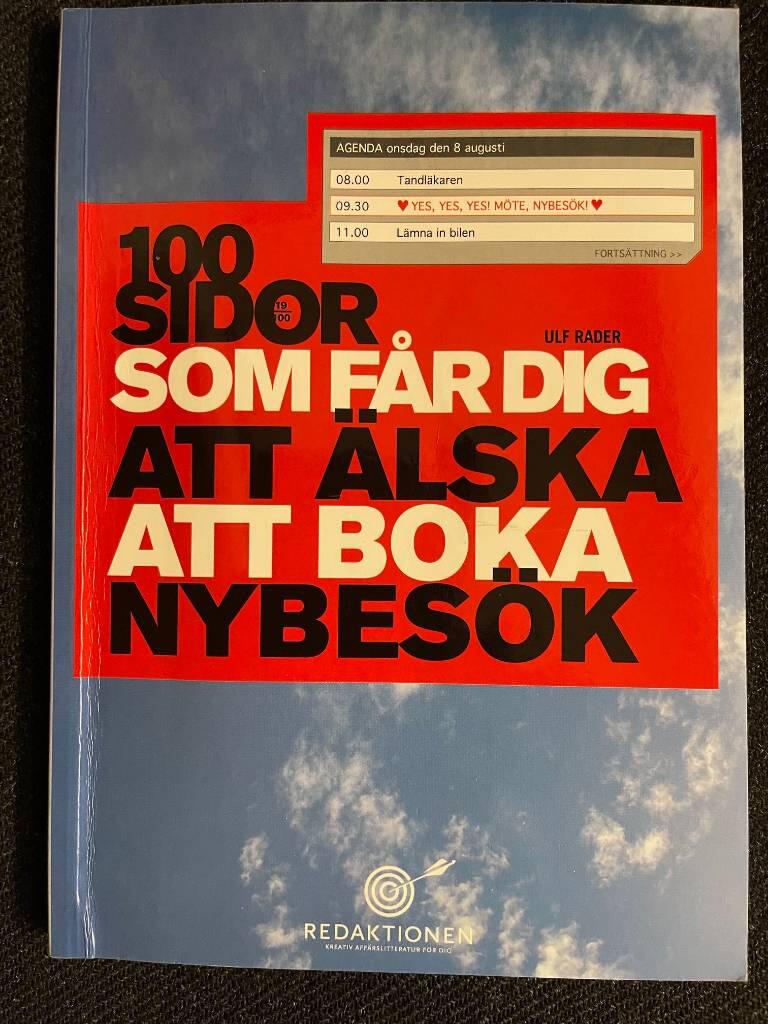 AGENDA onsdag den 8 augusti
08.00 Tandläkaren
09.30 ♥ YES, YES, YES! MÖTE, NYBESÖK! ♥
11.00 Lämna in bilen
FORTSÄTTNING >>
100
SIDOR
19
100
ULF RADER
SOM FÅR DIG
ATT ÄLSKA
ATT BOKA
NYBESÖK
REDAKTIONEN
KREATIV AFFÄRSLITTERATUR FÖR DIG